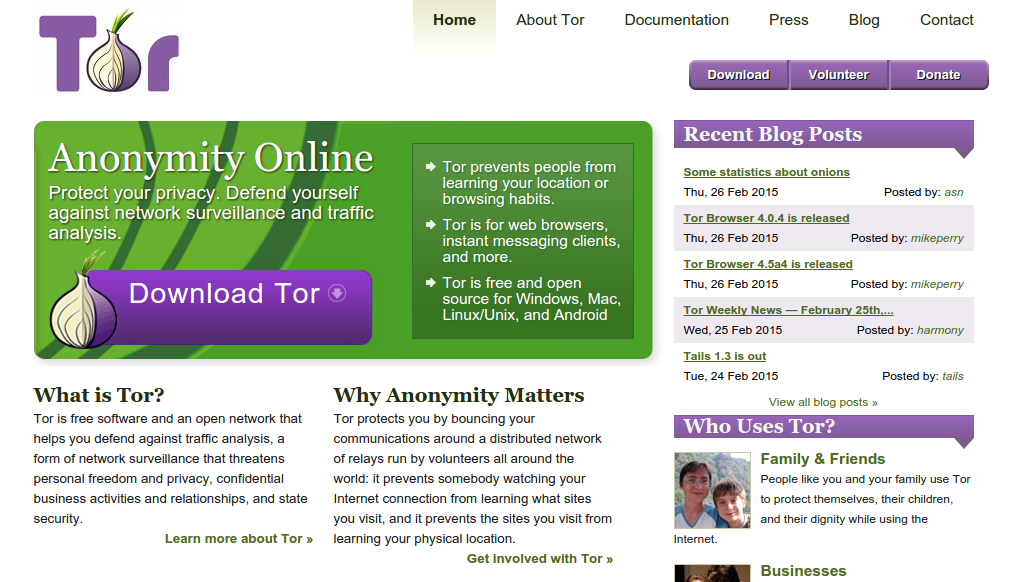 Tor
Home About Tor Documentation Press Blog Contact
Download Volunteer Donate
Anonymity Online
Protect your privacy. Defend yourself
against network surveillance and traffic
analysis.
Download Tor
Tor prevents people from
learning your location or
browsing habits.
Tor is for web browsers,
instant messaging clients,
and more.
Tor is free and open
source for Windows, Mac,
Linux/Unix, and Android
What is Tor?
Tor is free software and an open network that
helps you defend against traffic analysis, a
form of network surveillance that threatens
personal freedom and privacy, confidential
business activities and relationships, and state
security.
Learn more about Tor »
Why Anonymity Matters
Tor protects you by bouncing your
communications around a distributed network
of relays run by volunteers all around the
world: it prevents somebody watching your
Internet connection from learning what sites
you visit, and it prevents the sites you visit from
learning your physical location.
Get involved with Tor »
Recent Blog Posts
Some statistics about onions
Thu, 26 Feb 2015 Posted by: asn
Tor Browser 4.0.4 is released
Thu, 26 Feb 2015 Posted by: mikeperry
Tor Browser 4.5a4 is released
Thu, 26 Feb 2015 Posted by: mikeperry
Tor Weekly News — February 25th,...
Wed, 25 Feb 2015 Posted by: harmony
Tails 1.3 is out
Tue, 24 Feb 2015 Posted by: tails
View all blog posts »
Who Uses Tor?
Family & Friends
People like you and your family use Tor
to protect themselves, their children,
and their dignity while using the
Internet.
Businesses